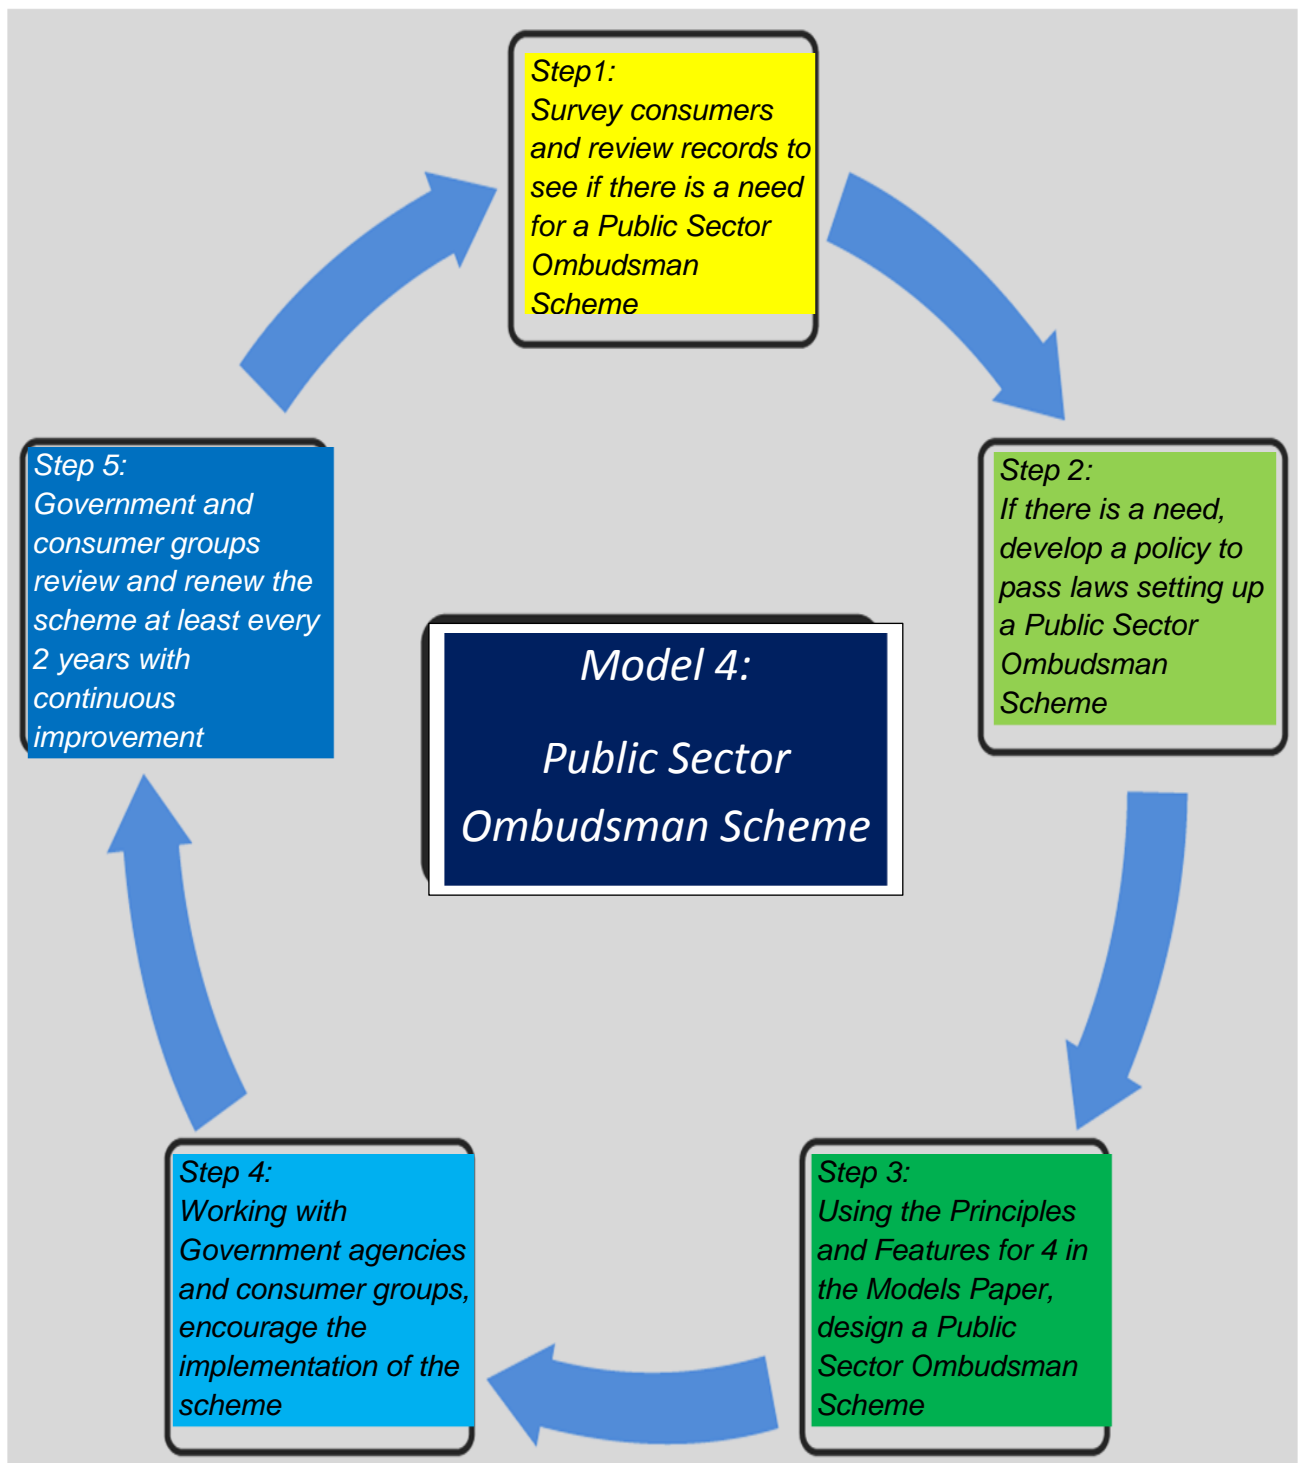 Step1:
Survey consumers
and review records to
see if there is a need
for a Public Sector
Ombudsman
Scheme
Step 2:
If there is a need,
develop a policy to
pass laws setting up
a Public Sector
Ombudsman
Scheme
Step 3:
Using the Principles
and Features for 4 in
the Models Paper,
design a Public
Sector Ombudsman
Scheme
Step 4:
Working with
Government agencies
and consumer groups,
encourage the
implementation of the
scheme
Step 5:
Government and
consumer groups
review and renew the
scheme at least every
2 years with
continuous
improvement
Model 4:
Public Sector
Ombudsman Scheme